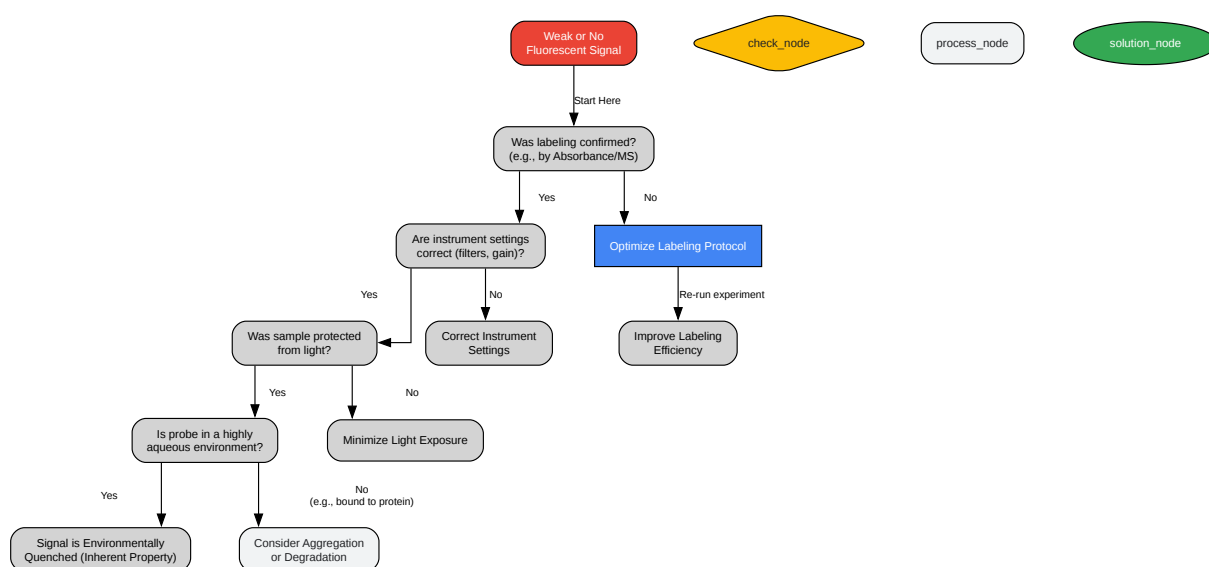 Weak or No
Fluorescent Signal
check_node
process_node
solution_node
Start Here
Was labeling confirmed?
(e.g., by Absorbance/MS)
Yes
No
Are instrument settings
correct (filters, gain)?
Optimize Labeling Protocol
Yes
No
Re-run experiment
Was sample protected
from light?
Correct Instrument
Settings
Improve Labeling
Efficiency
Yes
No
Is probe in a highly
aqueous environment?
Minimize Light Exposure
Yes
No
(e.g., bound to protein)
Signal is Environmentally
Quenched (Inherent Property)
Consider Aggregation
or Degradation